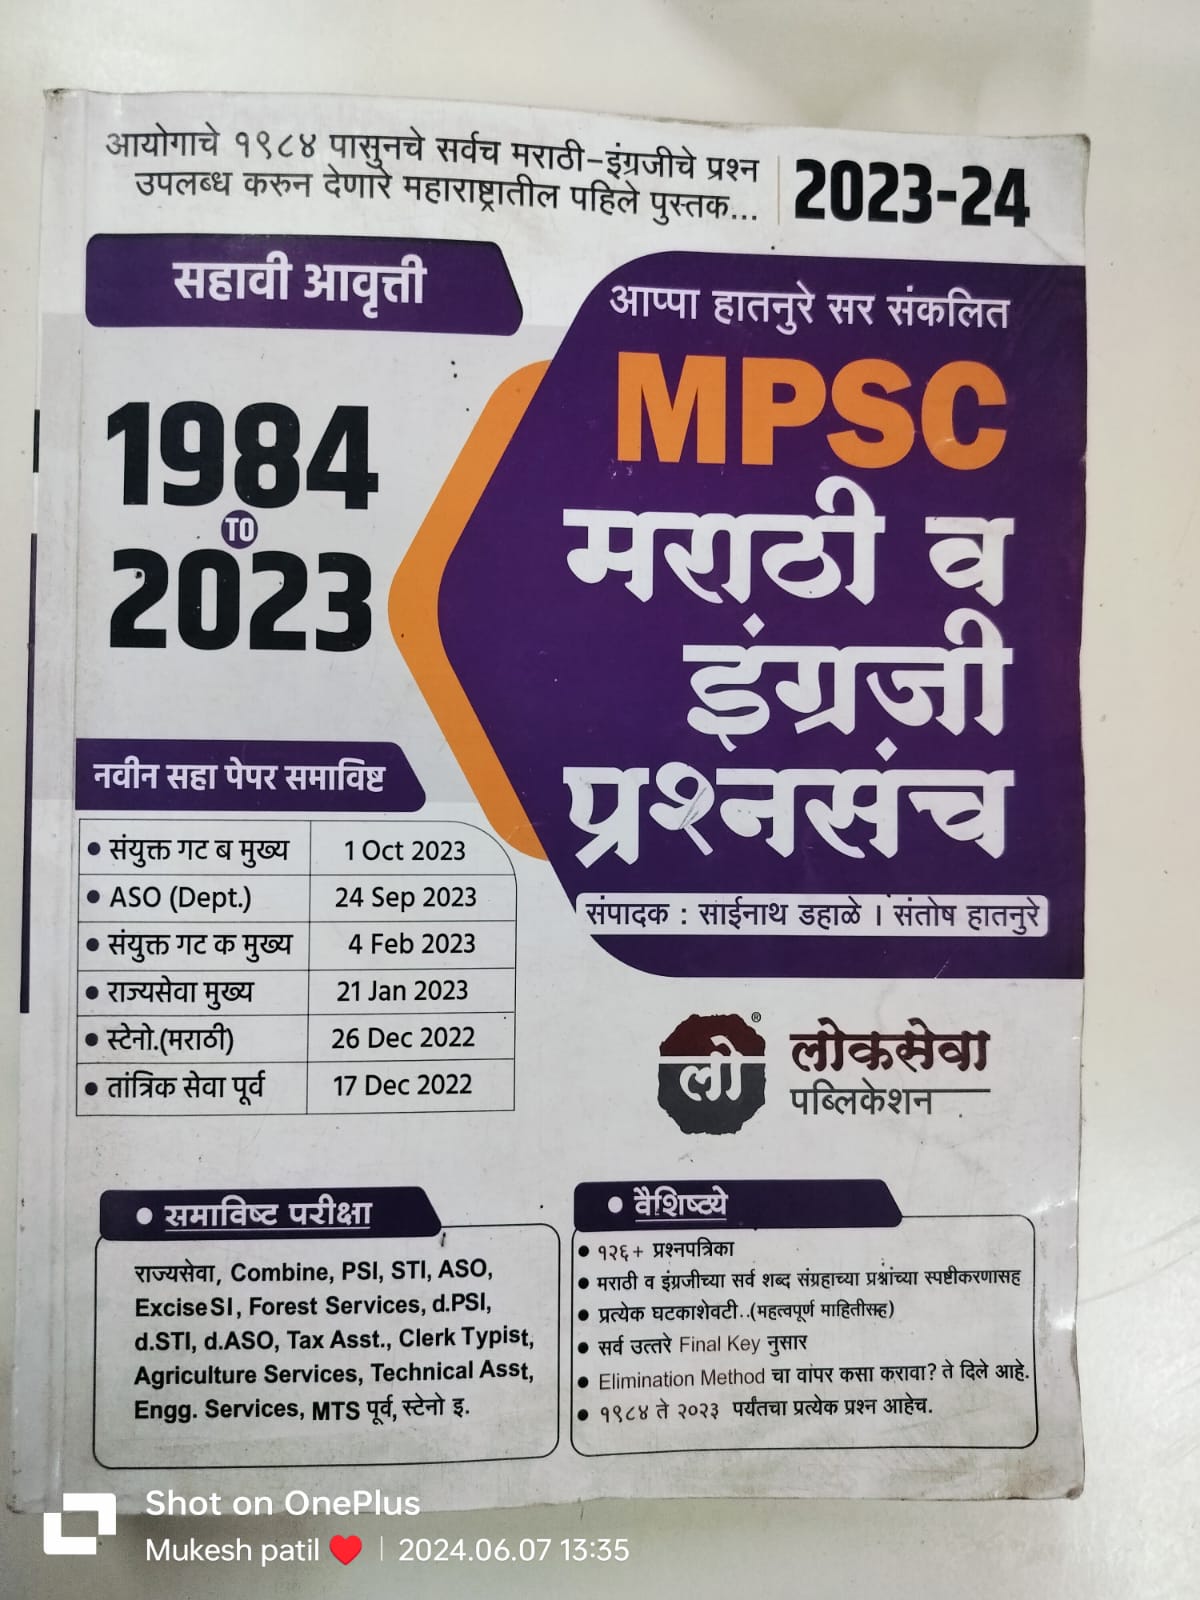 आयोगाचे १९८४ पासुनचे सर्वच मराठी-इंग्रजीचे प्रश्न
उपलब्ध करुन देणारे महाराष्ट्रातील पहिले पुस्तक...
2023-24
सहावी आवृत्ती
आप्पा हातनुरे सर संकलित
MPSC
मराठी व
इंग्रजी
प्रश्नसंच
1984
TO
2023
संपादक : साईनाथ डहाळे । संतोष हातनुरे
नवीन सहा पेपर समाविष्ट
• संयुक्त गट ब मुख्य 1 Oct 2023
• ASO (Dept.) 24 Sep 2023
• संयुक्त गट क मुख्य 4 Feb 2023
• राज्यसेवा मुख्य 21 Jan 2023
• स्टेनो.(मराठी) 26 Dec 2022
• तांत्रिक सेवा पूर्व 17 Dec 2022
लो ®
लोकसेवा
पब्लिकेशन
• समाविष्ट परीक्षा
राज्यसेवा, Combine, PSI, STI, ASO,
ExciseSI, Forest Services, d.PSI,
d.STI, d.ASO, Tax Asst., Clerk Typist,
Agriculture Services, Technical Asst,
Engg. Services, MTS पूर्व, स्टेनो इ.
• वैशिष्ट्ये
• १२६+ प्रश्नपत्रिका
• मराठी व इंग्रजीच्या सर्व शब्द संग्रहाच्या प्रश्नांच्या स्पष्टीकरणासह
• प्रत्येक घटकाशेवटी..(महत्वपूर्ण माहितीसह)
• सर्व उत्तरे Final Key नुसार
• Elimination Method चा वापर कसा करावा? ते दिले आहे.
• १९८४ ते २०२३ पर्यंतचा प्रत्येक प्रश्न आहेच.
Shot on OnePlus
Mukesh patil ❤️ | 2024.06.07 13:35